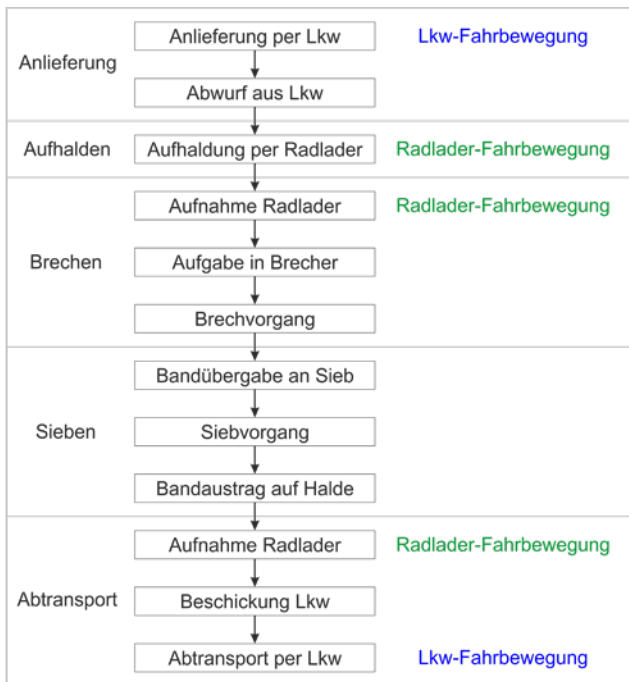 Anlieferung
Anlieferung per Lkw
Lkw-Fahrbewegung
Abwurf aus Lkw
Aufhalden
Aufhaldung per Radlader
Radlader-Fahrbewegung
Brechen
Aufnahme Radlader
Radlader-Fahrbewegung
Aufgabe in Brecher
Brechvorgang
Sieben
Bandübergabe an Sieb
Siebvorgang
Bandaustrag auf Halde
Abtransport
Aufnahme Radlader
Radlader-Fahrbewegung
Beschickung Lkw
Abtransport per Lkw
Lkw-Fahrbewegung